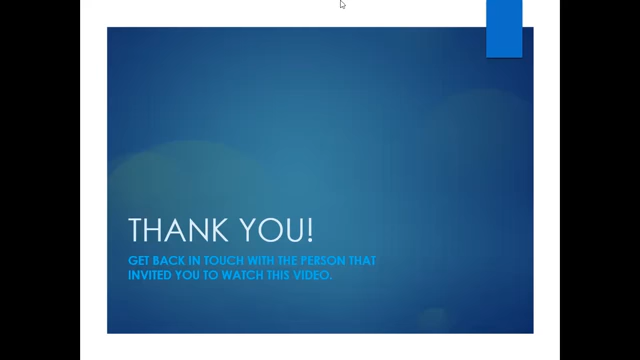 THANK YOU!
GET BACK IN TOUCH WITH THE PERSON THAT
INVITED YOU TO WATCH THIS VIDEO.